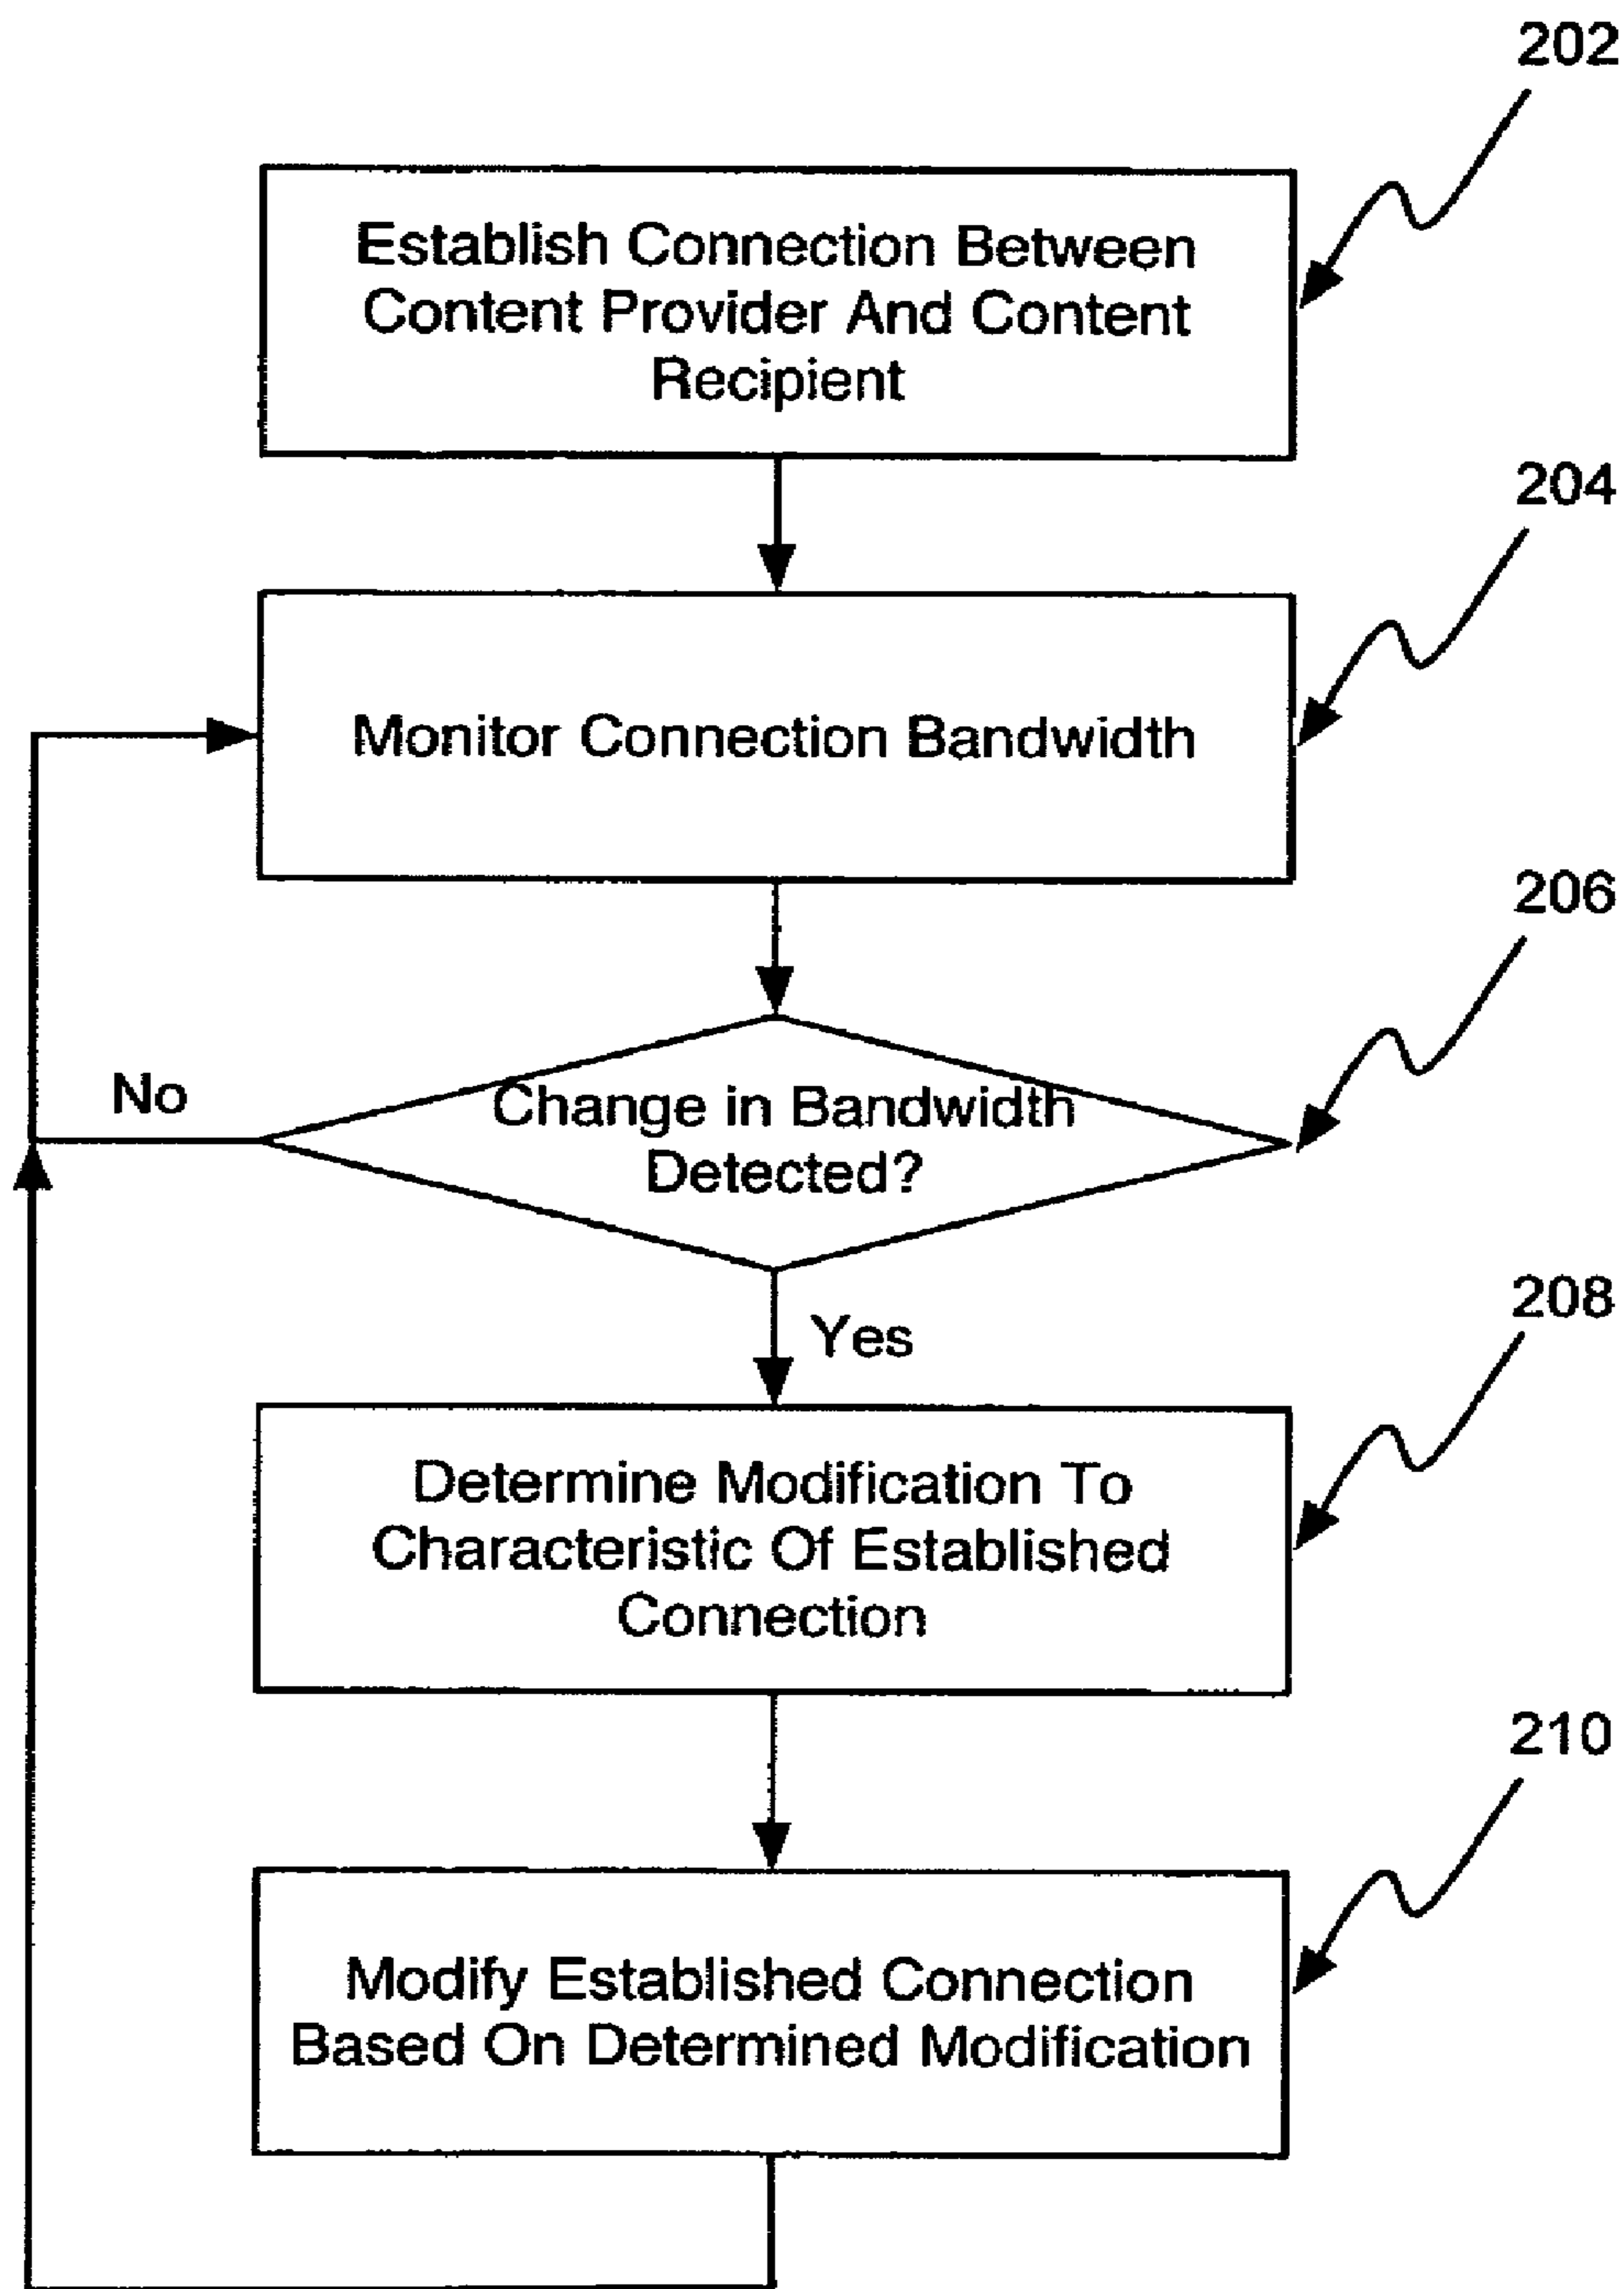 202
Establish Connection Between
Content Provider And Content
Recipient
204
Monitor Connection Bandwidth
206
No
Change in Bandwidth
Detected?
Yes
208
Determine Modification To
Characteristic Of Established
Connection
210
Modify Established Connection
Based On Determined Modification